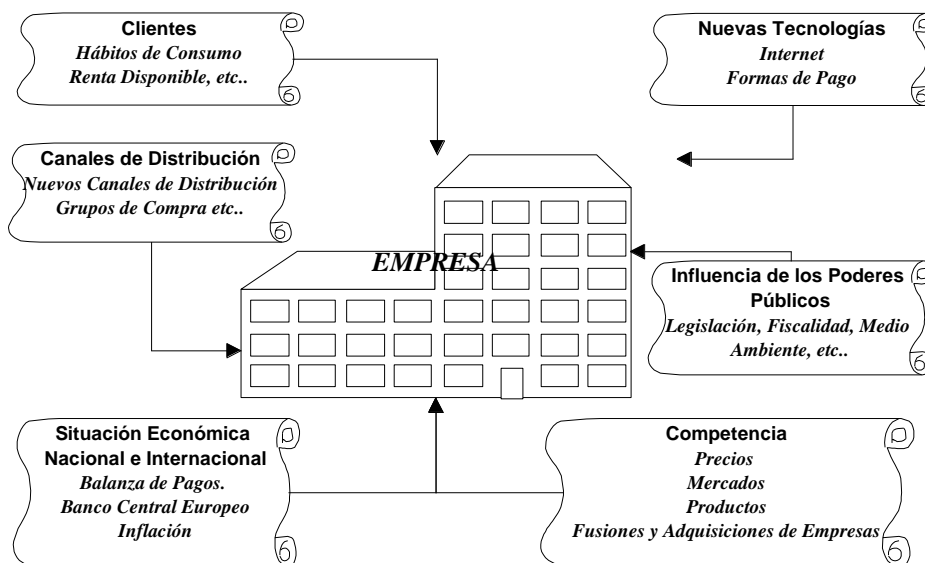 Clientes
Hábitos de Consumo
Renta Disponible, etc..
Nuevas Tecnologías
Internet
Formas de Pago
Canales de Distribución
Nuevos Canales de Distribución
Grupos de Compra etc..
EMPRESA
Influencia de los Poderes
Públicos
Legislación, Fiscalidad, Medio
Ambiente, etc..
Situación Económica
Nacional e Internacional
Balanza de Pagos.
Banco Central Europeo
Inflación
Competencia
Precios
Mercados
Productos
Fusiones y Adquisiciones de Empresas